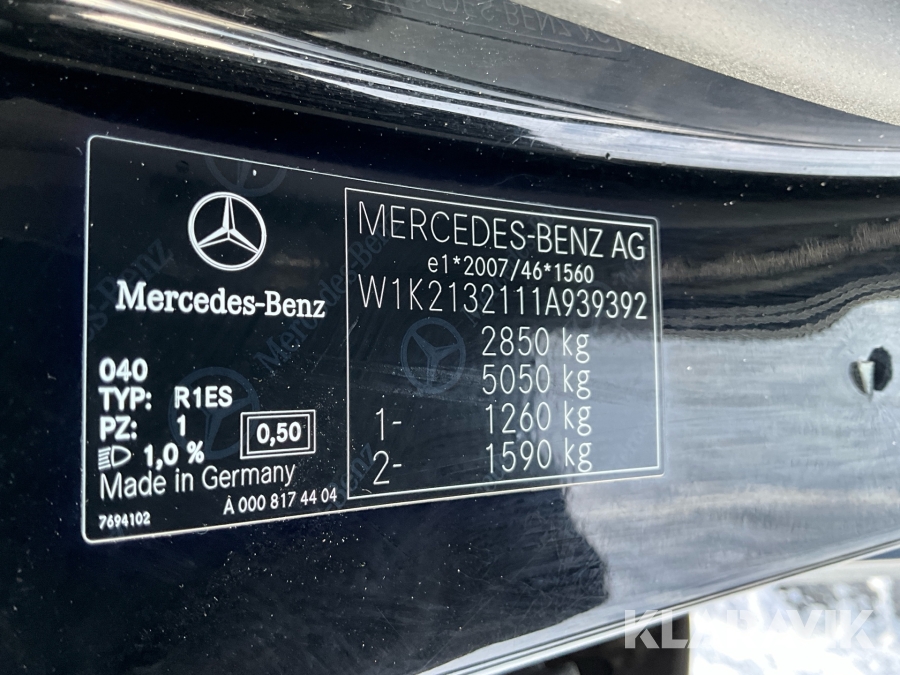 Mercedes-Benz
040
TYP: R1ES
PZ: 1
1,0 %
0,50
Made in Germany
A 000 817 44 04
7694102
MERCEDES-BENZ AG
e1*2007/46*1560
W1K2132111A939392
2850 kg
5050 kg
1- 1260 kg
2- 1590 kg
KLARAVIK